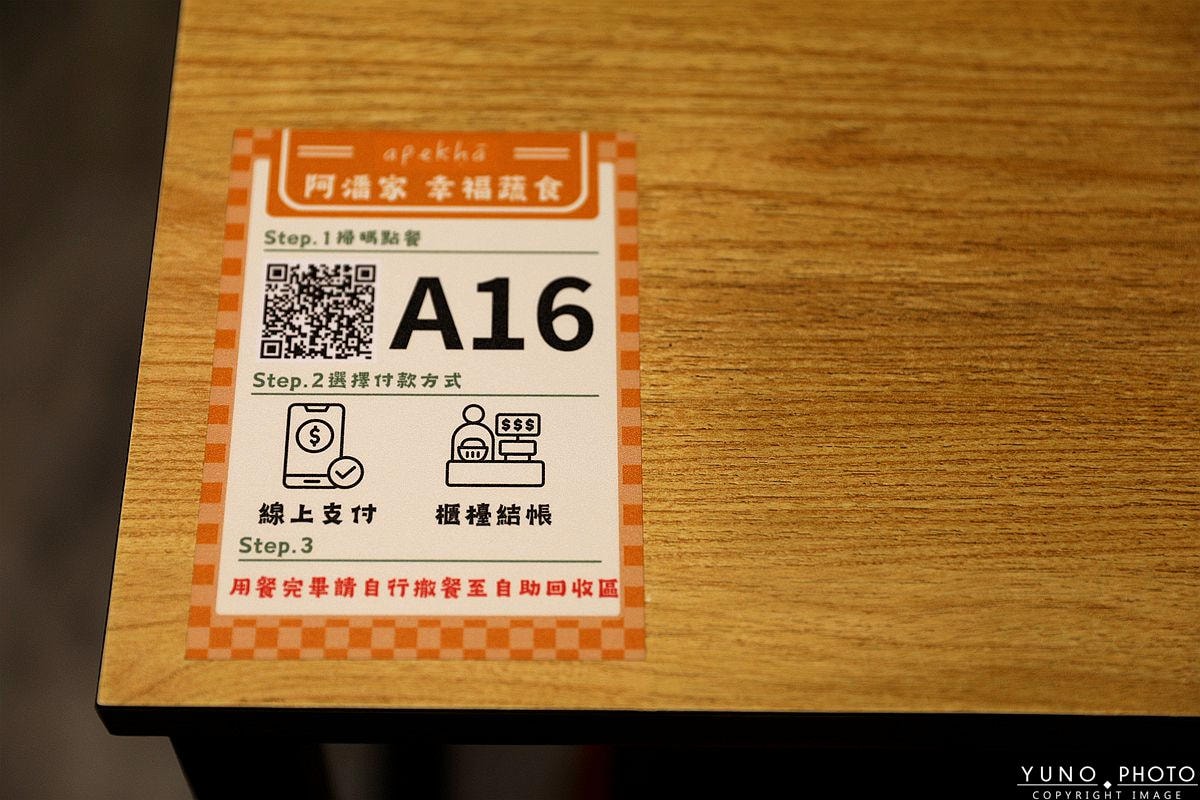 apekhā
阿潘家 幸福蔬食
Step.1掃碼點餐
A16
Step.2選擇付款方式
$ $$$
線上支付 櫃檯結帳
Step.3
用餐完畢請自行撤餐至自助回收區
YUNO PHOTO
COPYRIGHT IMAGE